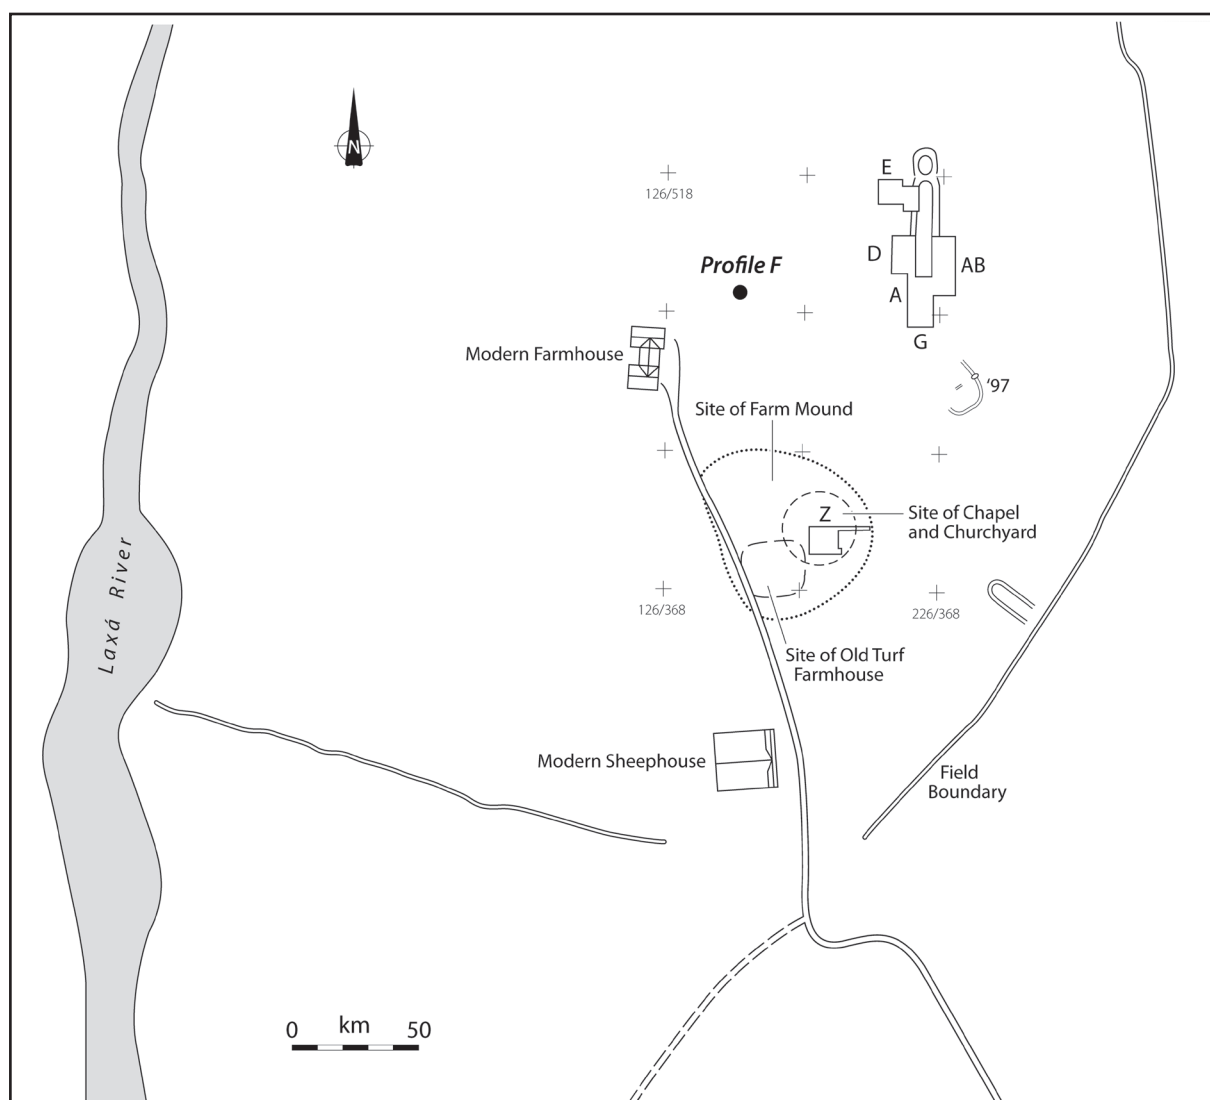 N
E
126/518
D
Profile F
AB
A
G
Modern Farmhouse
'97
Site of Farm Mound
Z
Site of Chapel
and Churchyard
Laxá River
126/368
226/368
Site of Old Turf
Farmhouse
Modern Sheephouse
Field
Boundary
0 km 50